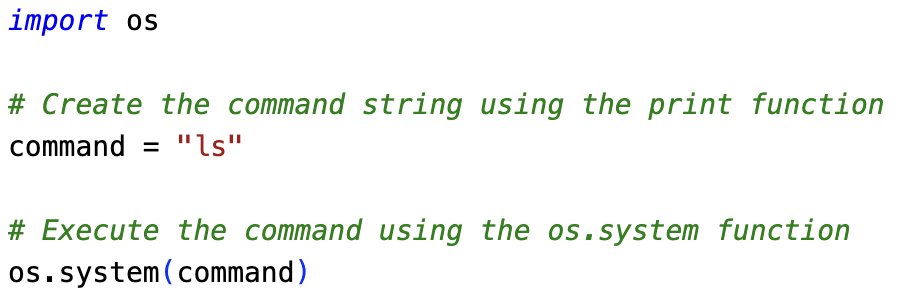 import os
# Create the command string using the print function
command = "ls"
# Execute the command using the os.system function
os.system(command)